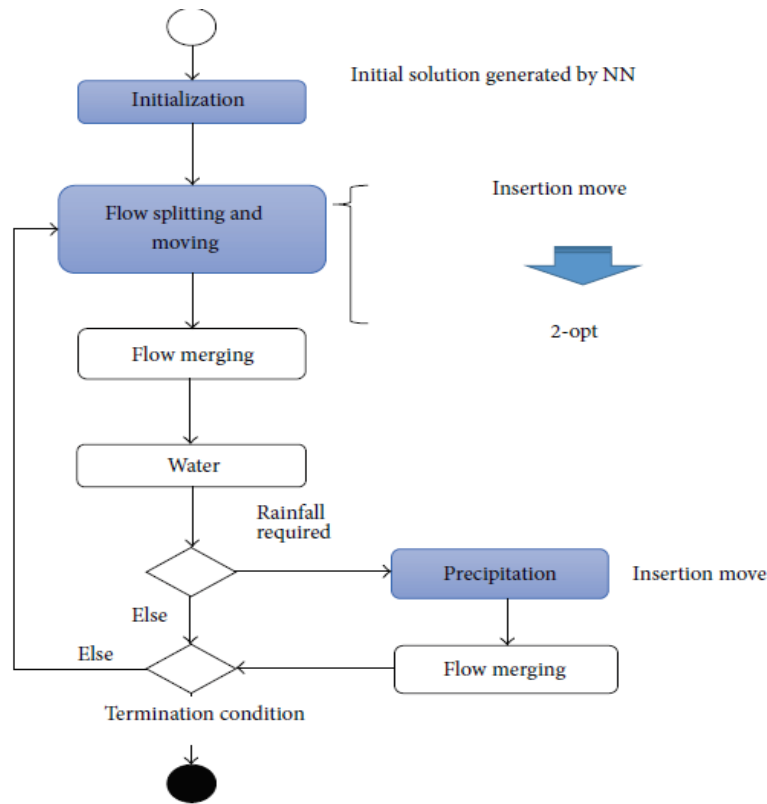 Initial solution generated by NN
Initialization
Insertion move
Flow splitting and
moving
2-opt
Flow merging
Water
Rainfall
required
Precipitation
Insertion move
Else
Else
Flow merging
Termination condition